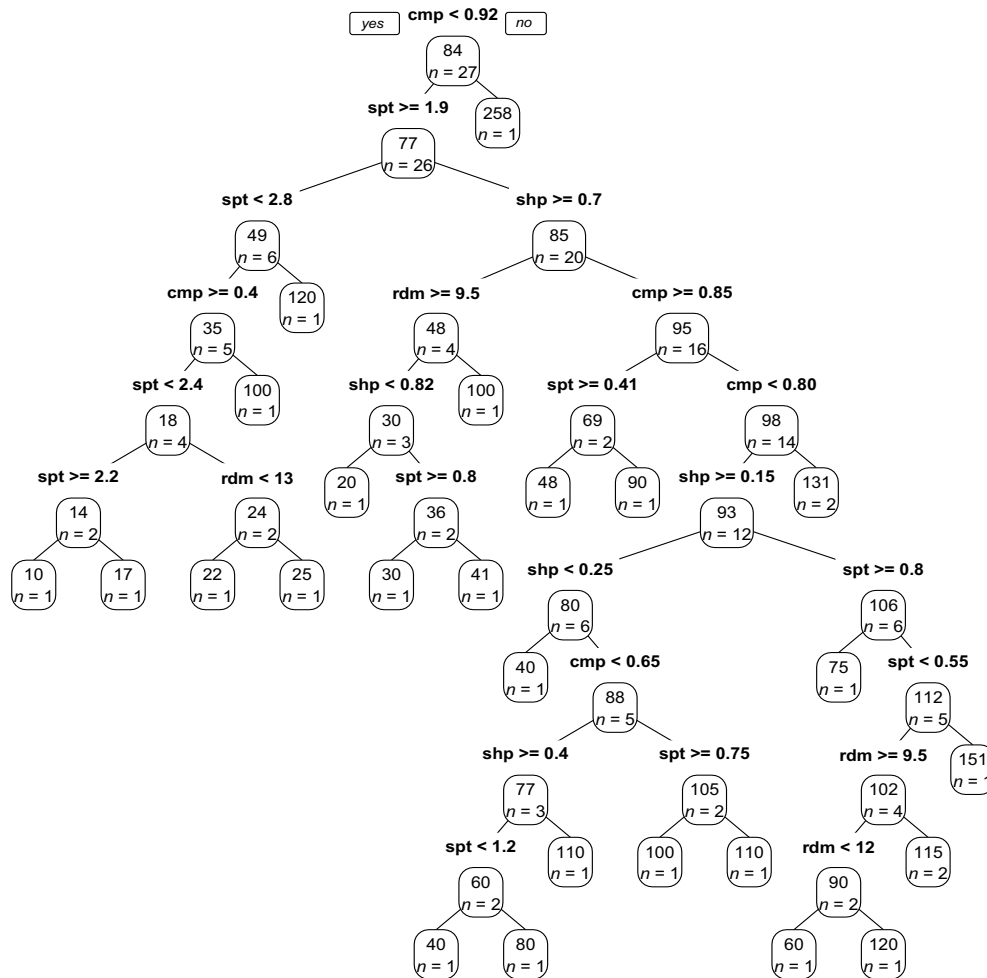 yes cmp < 0.92 no
84
n = 27
spt >= 1.9
258
n = 1
77
n = 26
spt < 2.8 shp >= 0.7
49 85
n = 6 n = 20
cmp >= 0.4 rdm >= 9.5 cmp >= 0.85
120
n = 1
35 48 95
n = 5 n = 4 n = 16
spt < 2.4 shp < 0.82 spt >= 0.41 cmp < 0.80
100 100
n = 1 n = 1
18 30 69 98
n = 4 n = 3 n = 2 n = 14
spt >= 2.2 rdm < 13 spt >= 0.8 shp >= 0.15
20 48 90 131
n = 1 n = 1 n = 1 n = 2
14 24 36 93
n = 2 n = 2 n = 2 n = 12
shp < 0.25 spt >= 0.8
10 17 22 25 30 41
n = 1 n = 1 n = 1 n = 1 n = 1 n = 1
80 106
n = 6 n = 6
cmp < 0.65 spt < 0.55
40 75
n = 1 n = 1
88 112
n = 5 n = 5
shp >= 0.4 spt >= 0.75 rdm >= 9.5
151
n = 1
77 105 102
n = 3 n = 2 n = 4
spt < 1.2 rdm < 12
110 100 110 115
n = 1 n = 1 n = 1 n = 2
60 90
n = 2 n = 2
40 80 60 120
n = 1 n = 1 n = 1 n = 1